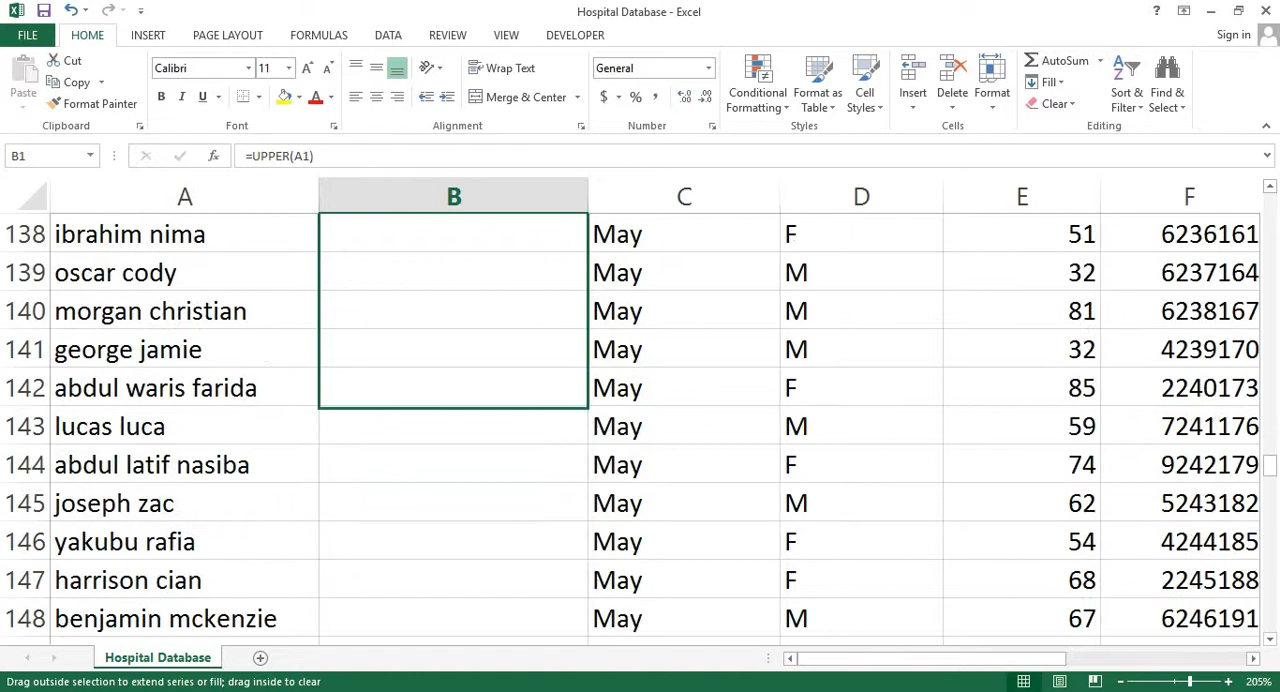 Hospital Database - Excel
? Sign in
FILE HOME INSERT PAGE LAYOUT FORMULAS DATA REVIEW VIEW DEVELOPER
Paste Cut Copy Format Painter Clipboard
Calibri 11 A A B I U A Font
Wrap Text Merge & Center Alignment
General $ % , .0 .00 .00 .0 Number
Conditional Formatting Format as Table Cell Styles Styles
Insert Delete Format Cells
AutoSum Fill Clear Sort & Filter Find & Select Editing
B1 fx =UPPER(A1)
A B C D E F
138 ibrahim nima May F 51 6236161
139 oscar cody May M 32 6237164
140 morgan christian May M 81 6238167
141 george jamie May M 32 4239170
142 abdul waris farida May F 85 2240173
143 lucas luca May M 59 7241176
144 abdul latif nasiba May F 74 9242179
145 joseph zac May M 62 5243182
146 yakubu rafia May F 54 4244185
147 harrison cian May F 68 2245188
148 benjamin mckenzie May M 67 6246191
Hospital Database
Drag outside selection to extend series or fill; drag inside to clear 205%